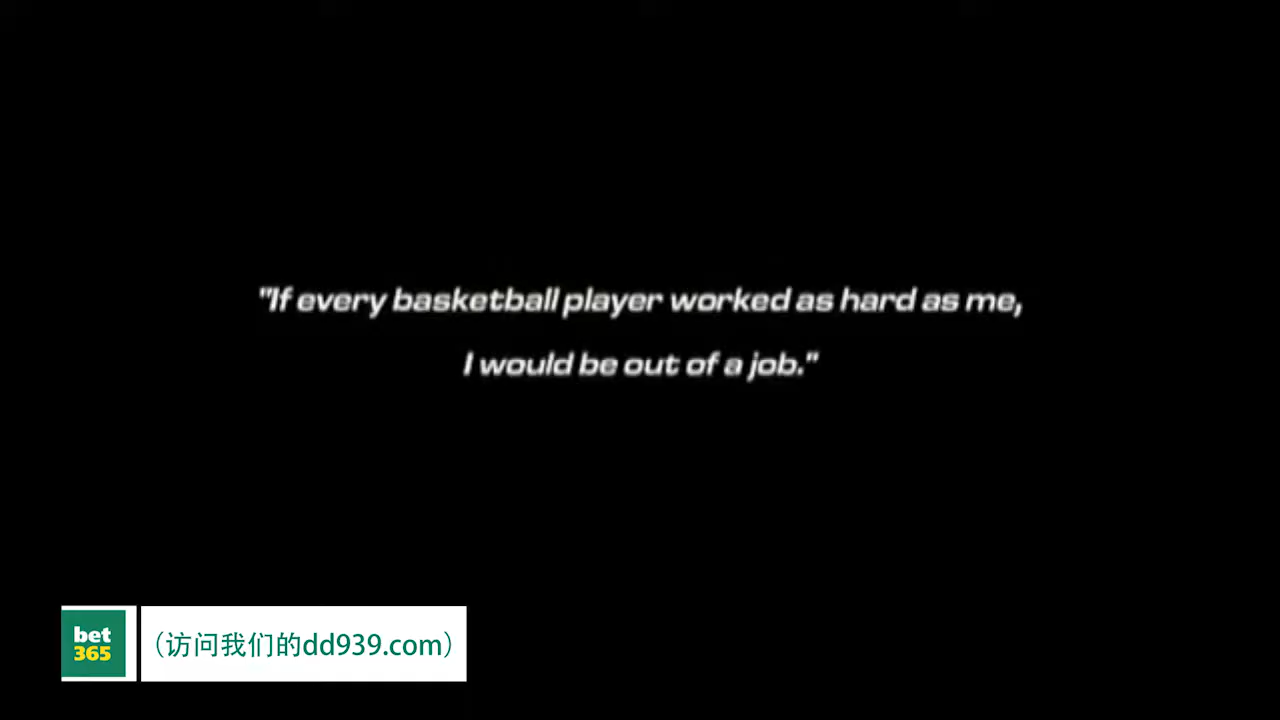 "If every basketball player worked as hard as me,
I would be out of a job."
bet
365
(访问我们的dd939.com)